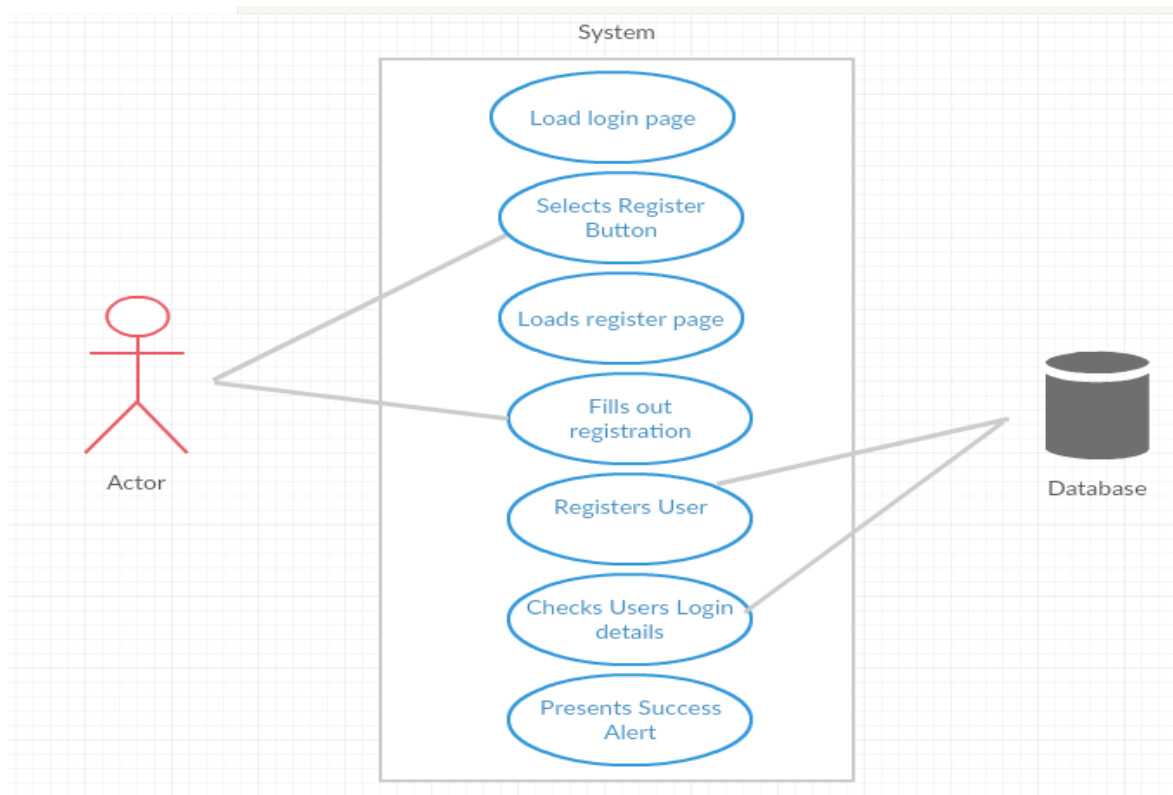 System
Load login page
Selects Register
Button
Loads register page
Fills out
registration
Registers User
Checks Users Login
details
Presents Success
Alert
Actor
Database